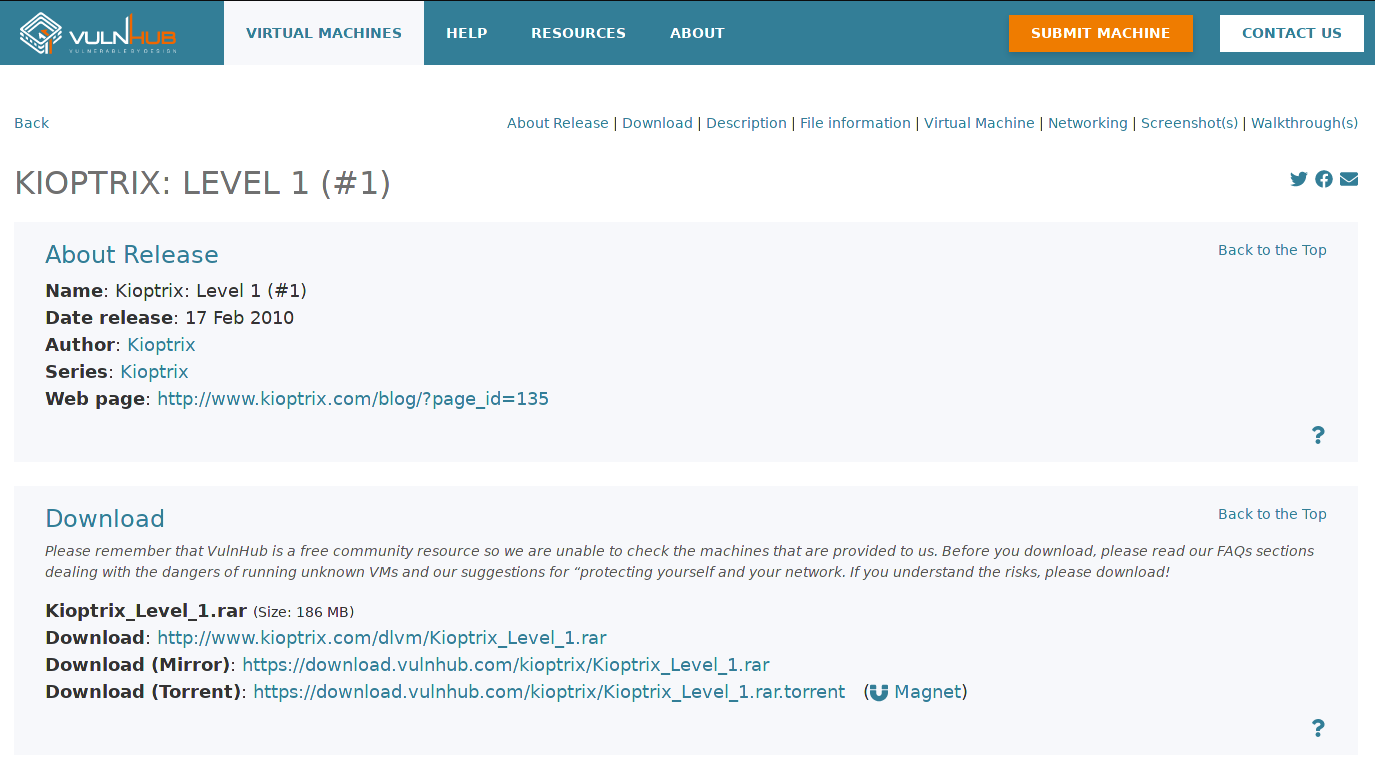 VULNHUB
VULNERABLE BY DESIGN
VIRTUAL MACHINES
HELP
RESOURCES
ABOUT
SUBMIT MACHINE
CONTACT US
Back
About Release | Download | Description | File information | Virtual Machine | Networking | Screenshot(s) | Walkthrough(s)
KIOPTRIX: LEVEL 1 (#1)
About Release
Back to the Top
Name: Kioptrix: Level 1 (#1)
Date release: 17 Feb 2010
Author: Kioptrix
Series: Kioptrix
Web page: http://www.kioptrix.com/blog/?page_id=135
?
Download
Back to the Top
Please remember that VulnHub is a free community resource so we are unable to check the machines that are provided to us. Before you download, please read our FAQs sections
dealing with the dangers of running unknown VMs and our suggestions for “protecting yourself and your network. If you understand the risks, please download!
Kioptrix_Level_1.rar (Size: 186 MB)
Download: http://www.kioptrix.com/dlvm/Kioptrix_Level_1.rar
Download (Mirror): https://download.vulnhub.com/kioptrix/Kioptrix_Level_1.rar
Download (Torrent): https://download.vulnhub.com/kioptrix/Kioptrix_Level_1.rar.torrent ( Magnet)
?